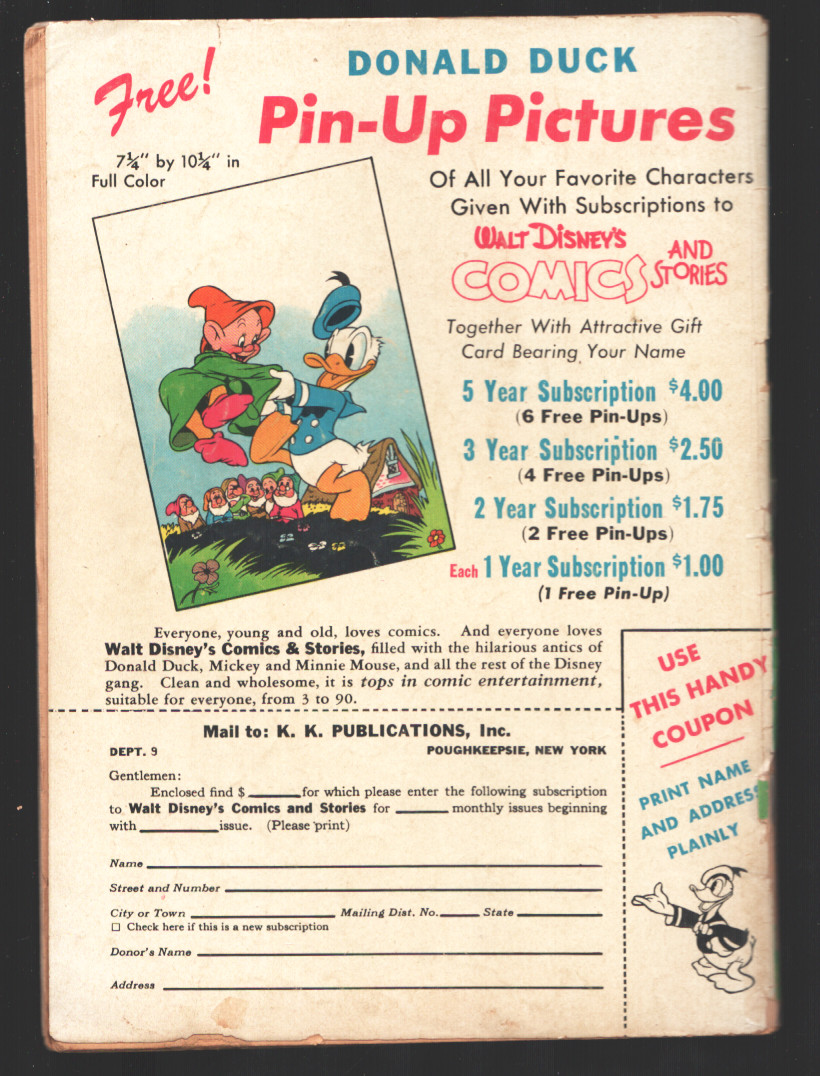 Free!
DONALD DUCK
Pin-Up Pictures
7¼" by 10¼" in
Full Color
Of All Your Favorite Characters
Given With Subscriptions to
WALT DISNEY'S
COMICS AND
STORIES
Together With Attractive Gift
Card Bearing Your Name
5 Year Subscription $4.00
(6 Free Pin-Ups)
3 Year Subscription $2.50
(4 Free Pin-Ups)
2 Year Subscription $1.75
(2 Free Pin-Ups)
Each 1 Year Subscription $1.00
(1 Free Pin-Up)
Everyone, young and old, loves comics. And everyone loves
Walt Disney's Comics & Stories, filled with the hilarious antics of
Donald Duck, Mickey and Minnie Mouse, and all the rest of the Disney
gang. Clean and wholesome, it is tops in comic entertainment,
suitable for everyone, from 3 to 90.
USE
THIS HANDY
COUPON
PRINT NAME
AND ADDRESS
PLAINLY
Mail to: K. K. PUBLICATIONS, Inc.
DEPT. 9 POUGHKEEPSIE, NEW YORK
Gentlemen:
Enclosed find $ for which please enter the following subscription
to Walt Disney's Comics and Stories for monthly issues beginning
with issue. (Please print)
Name
Street and Number
City or Town Mailing Dist. No. State
☐ Check here if this is a new subscription
Donor's Name
Address